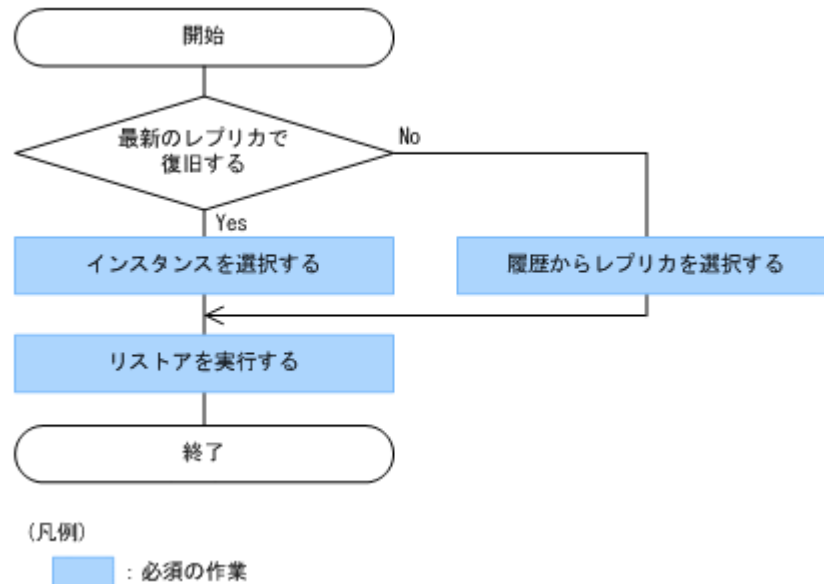 開始
最新のレプリカで
復旧する
No
Yes
インスタンスを選択する
履歴からレプリカを選択する
リストアを実行する
終了
(凡例)
：必須の作業